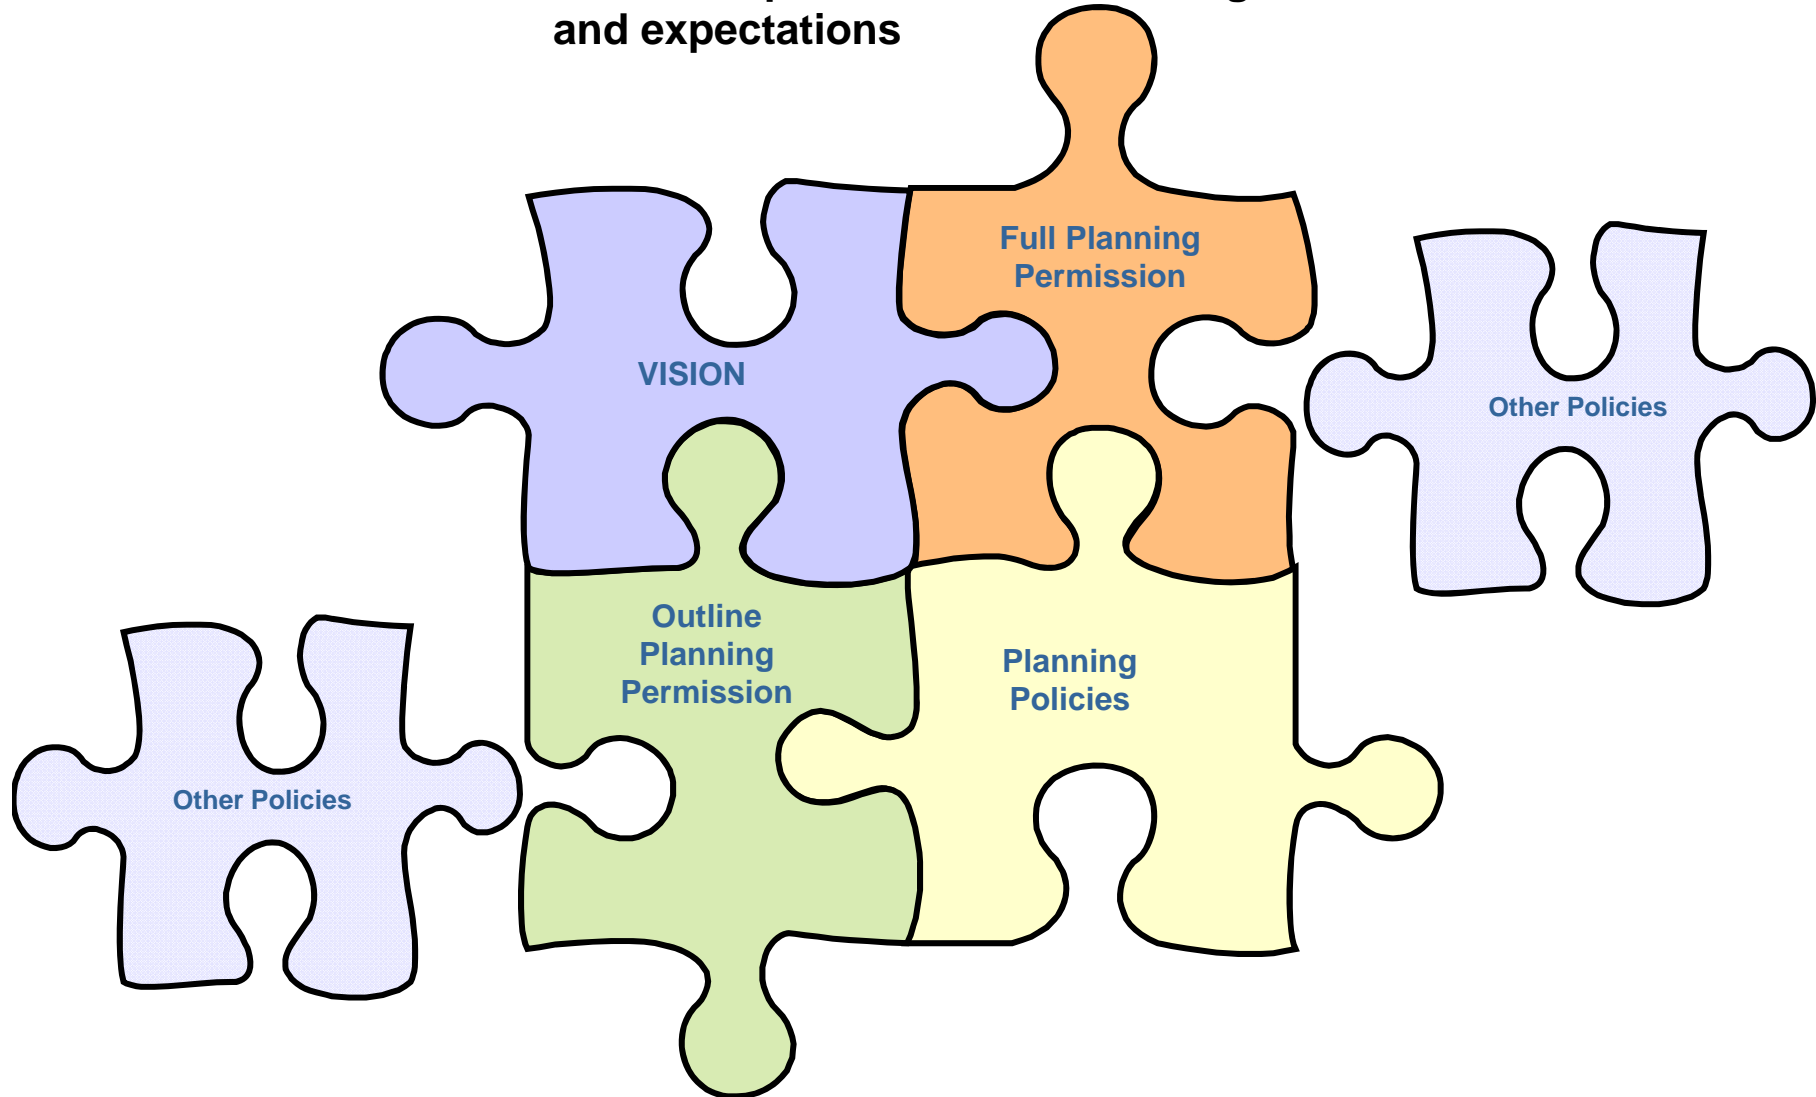 and expectations
Full Planning
Permission
VISION
Other Policies
Outline
Planning
Permission
Planning
Policies
Other Policies